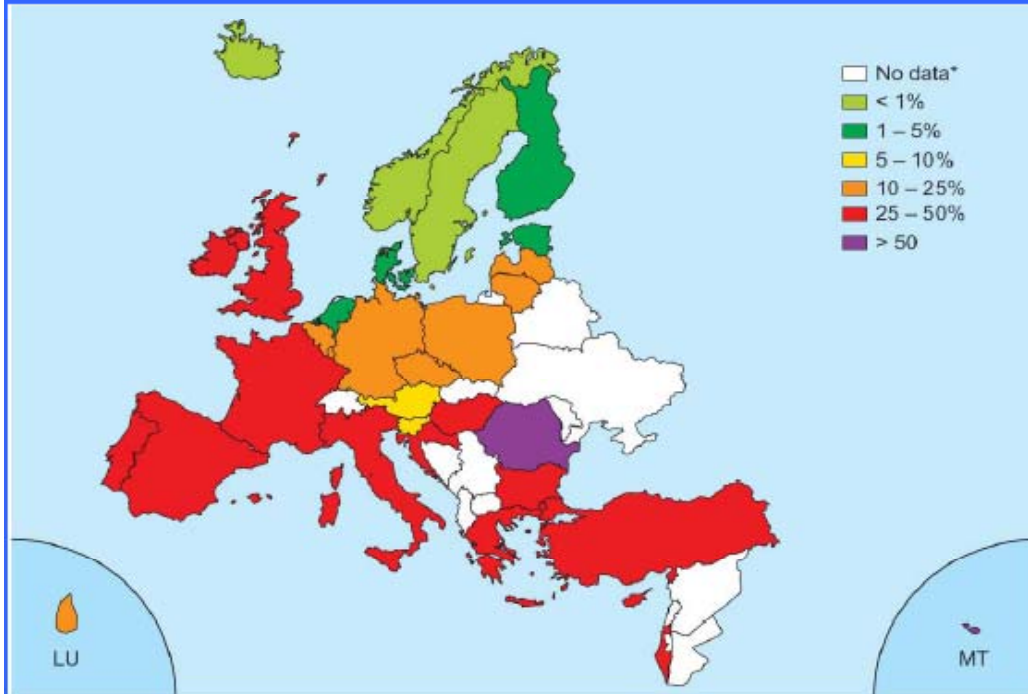 No data*
< 1%
1 – 5%
5 – 10%
10 – 25%
25 – 50%
> 50
LU
MT